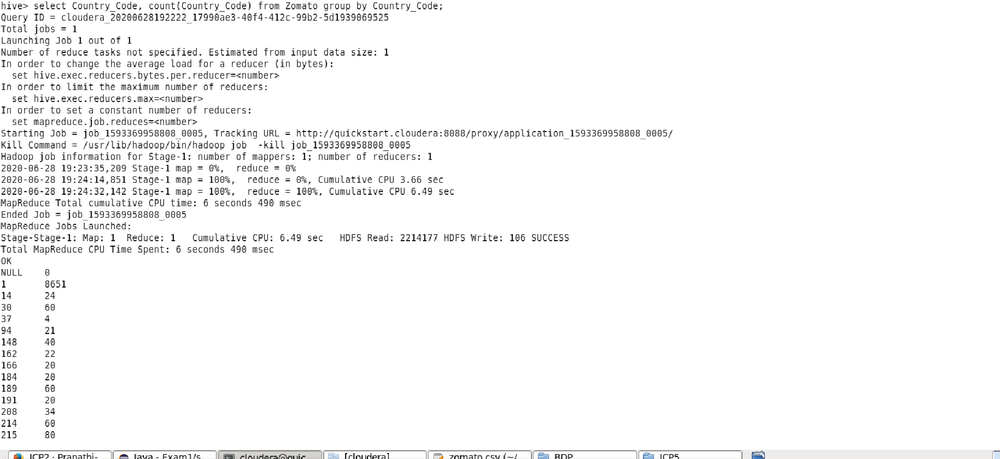 hive> select Country_Code, count(Country_Code) from Zomato group by Country_Code;
Query ID = cloudera_20200628192222_17990ae3-40f4-412c-99b2-5d1939069525
Total jobs = 1
Launching Job 1 out of 1
Number of reduce tasks not specified. Estimated from input data size: 1
In order to change the average load for a reducer (in bytes):
  set hive.exec.reducers.bytes.per.reducer=<number>
In order to limit the maximum number of reducers:
  set hive.exec.reducers.max=<number>
In order to set a constant number of reducers:
  set mapreduce.job.reduces=<number>
Starting Job = job_1593369958808_0005, Tracking URL = http://quickstart.cloudera:8088/proxy/application_1593369958808_0005/
Kill Command = /usr/lib/hadoop/bin/hadoop job  -kill job_1593369958808_0005
Hadoop job information for Stage-1: number of mappers: 1; number of reducers: 1
2020-06-28 19:23:35,209 Stage-1 map = 0%,  reduce = 0%
2020-06-28 19:24:14,851 Stage-1 map = 100%,  reduce = 0%, Cumulative CPU 3.66 sec
2020-06-28 19:24:32,142 Stage-1 map = 100%,  reduce = 100%, Cumulative CPU 6.49 sec
MapReduce Total cumulative CPU time: 6 seconds 490 msec
Ended Job = job_1593369958808_0005
MapReduce Jobs Launched:
Stage-Stage-1: Map: 1  Reduce: 1   Cumulative CPU: 6.49 sec   HDFS Read: 2214177 HDFS Write: 106 SUCCESS
Total MapReduce CPU Time Spent: 6 seconds 490 msec
OK
NULL	0
1	8651
14	24
30	60
37	4
94	21
148	40
162	22
166	20
184	20
189	60
191	20
208	34
214	60
215	80
ICP2 · Pranathi- Java - Exam1/s cloudera@quic [cloudera] zomato.csv (~/ BDP ICP5